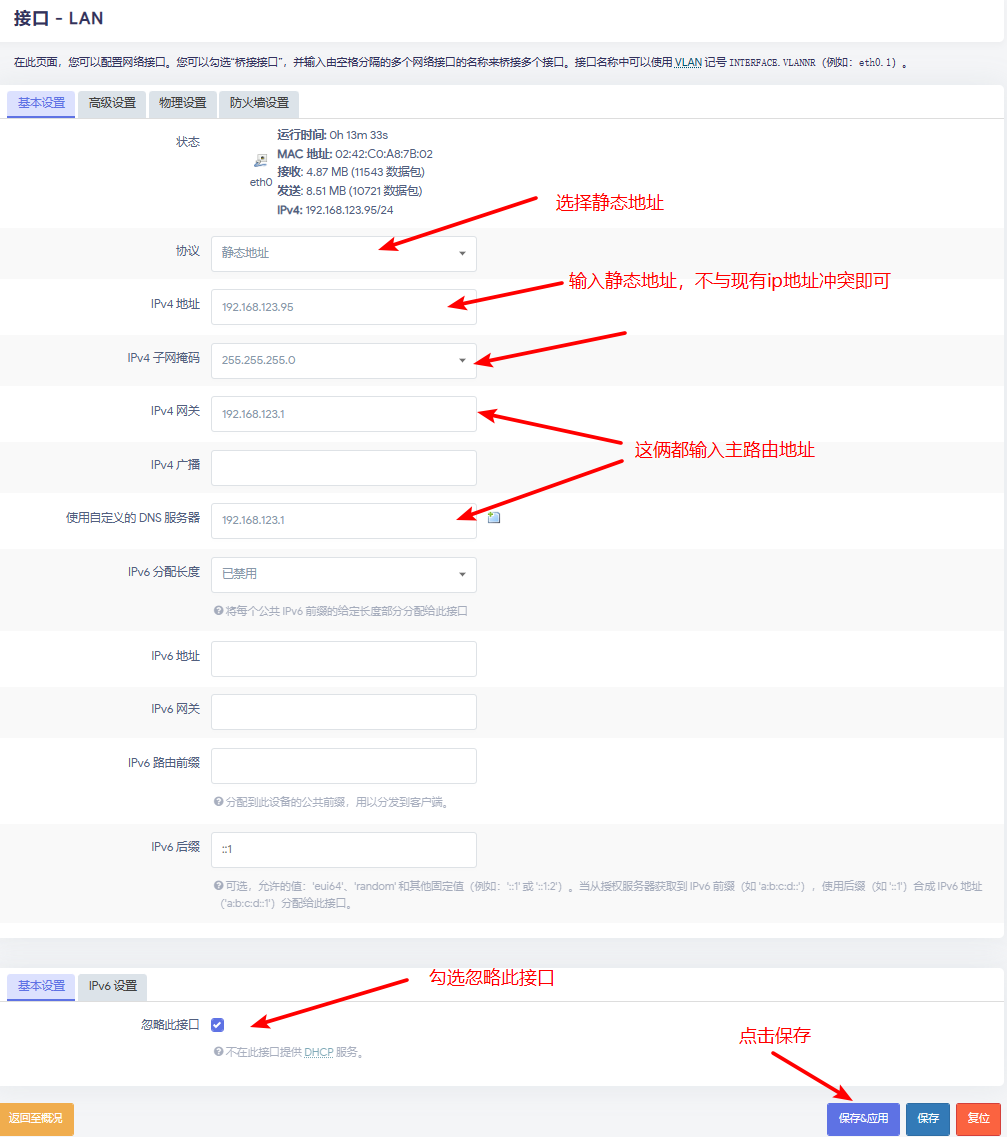 接口 - LAN
在此页面，您可以配置网络接口。您可以勾选“桥接接口”，并输入由空格分隔的多个网络接口的名称来桥接多个接口。接口名称中可以使用 VLAN 记号 INTERFACE.VLANNR（例如：eth0.1）。
基本设置 高级设置 物理设置 防火墙设置
状态
运行时间: 0h 13m 33s
MAC 地址: 02:42:C0:A8:7B:02
接收: 4.87 MB (11543 数据包)
发送: 8.51 MB (10721 数据包)
IPv4: 192.168.123.95/24
eth0
选择静态地址
协议 静态地址
输入静态地址，不与现有ip地址冲突即可
IPv4 地址 192.168.123.95
IPv4 子网掩码 255.255.255.0
IPv4 网关 192.168.123.1
这俩都输入主路由地址
IPv4 广播
使用自定义的 DNS 服务器 192.168.123.1
IPv6 分配长度 已禁用
将每个公共 IPv6 前缀的给定长度部分分配给此接口
IPv6 地址
IPv6 网关
IPv6 路由前缀
分配到此设备的公共前缀，用以分发到客户端。
IPv6 后缀 ::1
可选，允许的值：'eui64'、'random' 和其他固定值（例如：'::1' 或 '::1:2'）。当从授权服务器获取到 IPv6 前缀（如 'a:b:c:d::'），使用后缀（如 '::1'）合成 IPv6 地址
（'a:b:c:d::1'）分配给此接口。
基本设置 IPv6 设置
勾选忽略此接口
忽略此接口
不在此接口提供 DHCP 服务。
点击保存
返回至概况 保存&应用 保存 复位